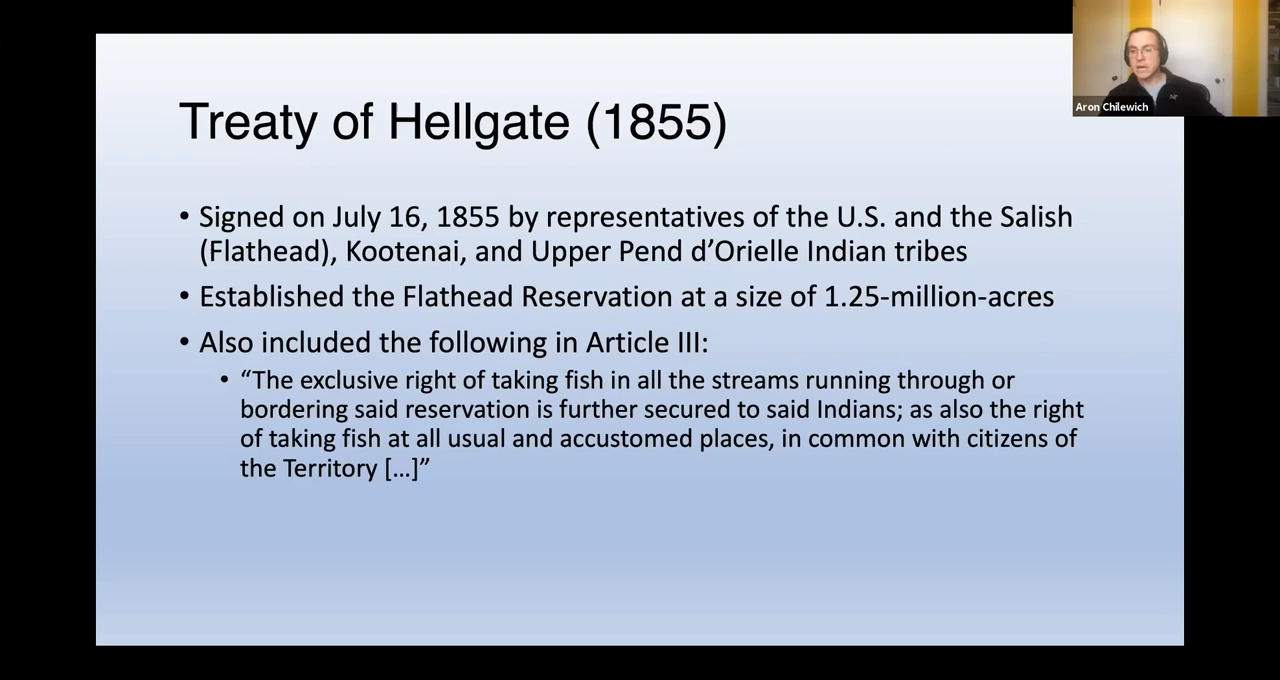 Treaty of Hellgate (1855)
• Signed on July 16, 1855 by representatives of the U.S. and the Salish
(Flathead), Kootenai, and Upper Pend d’Orielle Indian tribes
• Established the Flathead Reservation at a size of 1.25-million-acres
• Also included the following in Article III:
• “The exclusive right of taking fish in all the streams running through or
bordering said reservation is further secured to said Indians; as also the right
of taking fish at all usual and accustomed places, in common with citizens of
the Territory […]”
Aron Chilewich